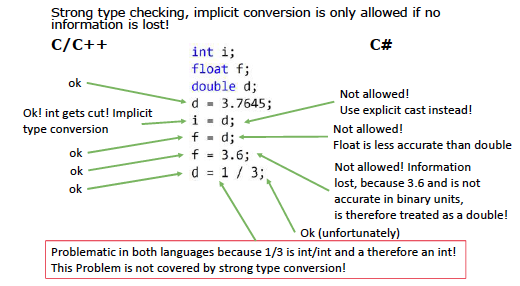 Strong type checking, implicit conversion is only allowed if no
information is lost!
C/C++
C#
int i;
float f;
double d;
d = 3.7645;
i = d;
f = d;
f = 3.6;
d = 1 / 3;
ok
Ok! int gets cut! Implicit
type conversion
ok
ok
ok
Not allowed!
Use explicit cast instead!
Not allowed!
Float is less accurate than double
Not allowed! Information
lost, because 3.6 and is not
accurate in binary units,
is therefore treated as a double!
Ok (unfortunately)
Problematic in both languages because 1/3 is int/int and a therefore an int!
This Problem is not covered by strong type conversion!